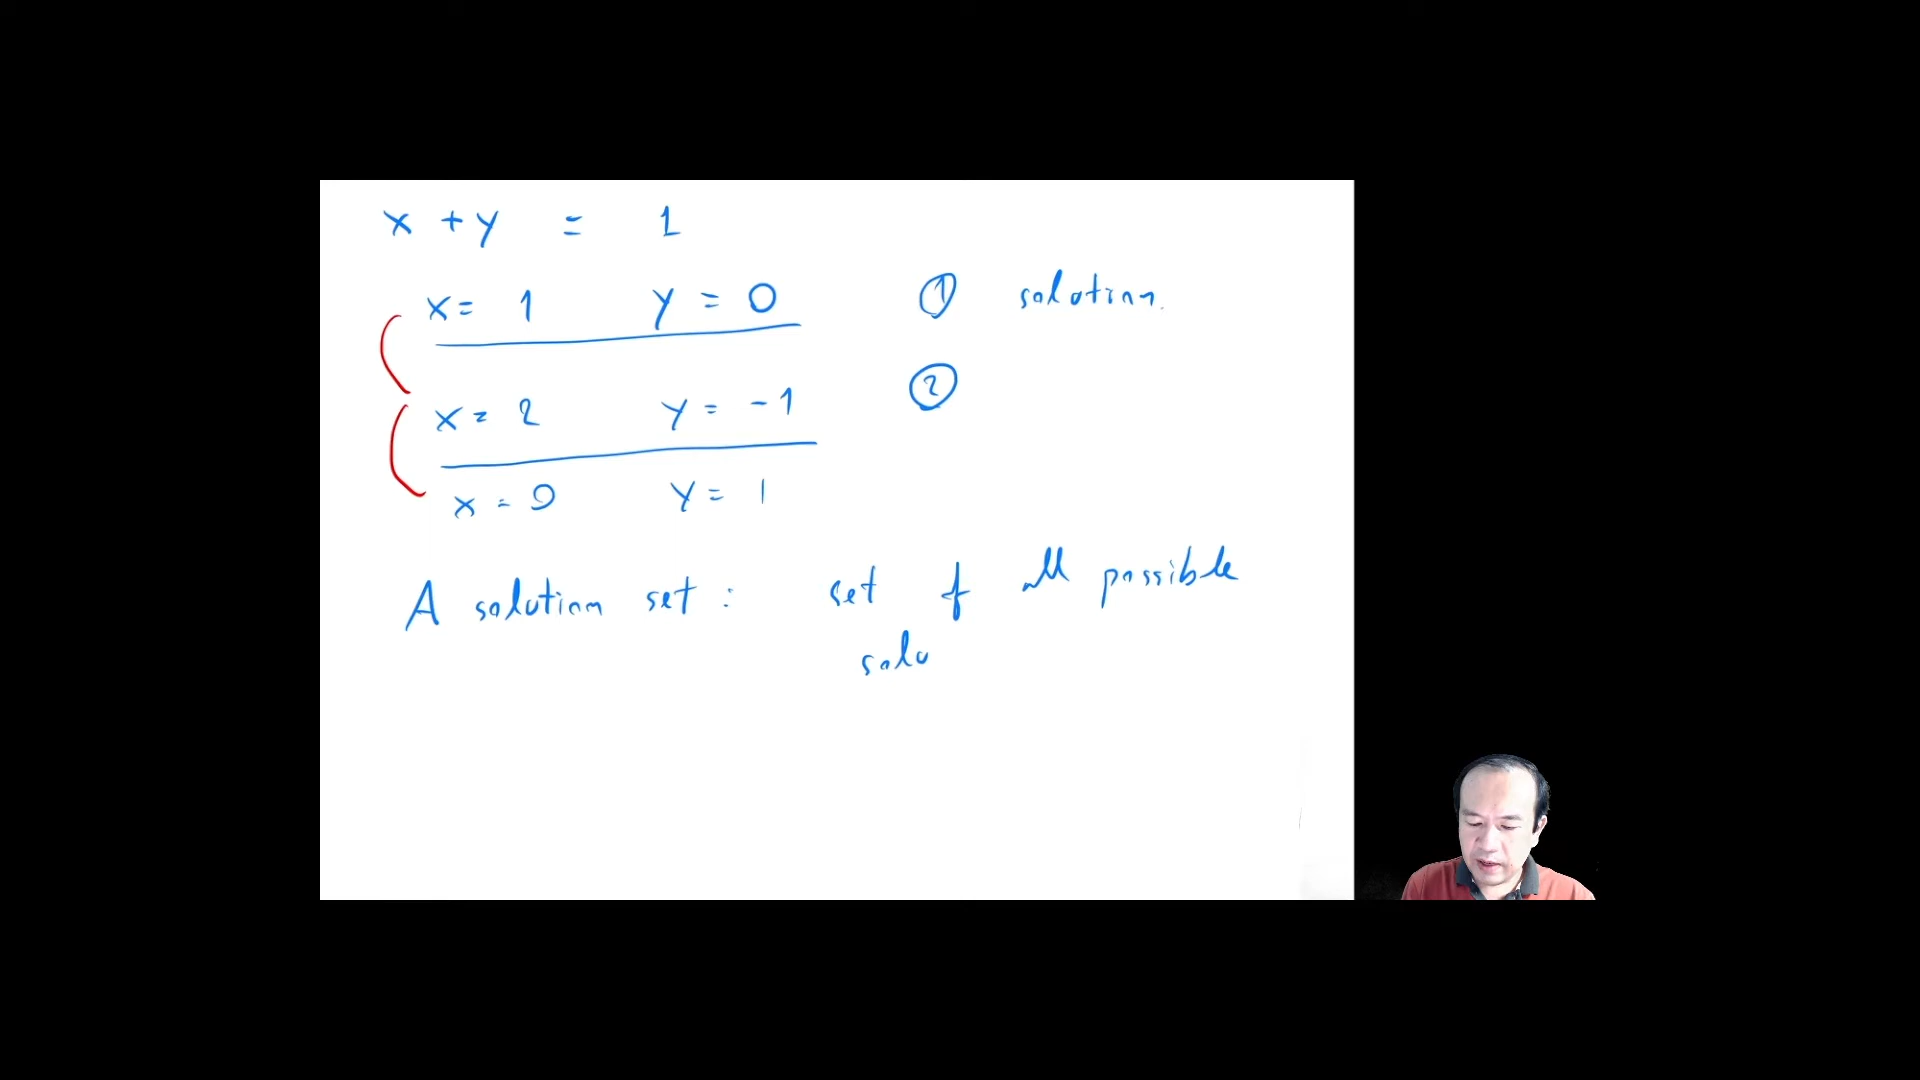 x + y = 1
x = 1 y = 0 ① solution.
x = 2 y = -1 ②
x = 0 y = 1
A solution set : set of all possible
solu